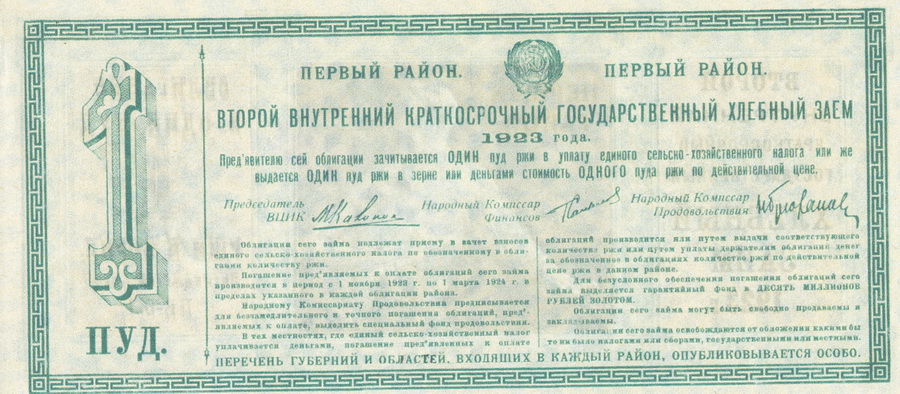 1
ПУД.
ПЕРВЫЙ РАЙОН. ПЕРВЫЙ РАЙОН.
ВТОРОЙ ВНУТРЕННИЙ КРАТКОСРОЧНЫЙ ГОСУДАРСТВЕННЫЙ ХЛЕБНЫЙ ЗАЕМ
1923 года.
Пред'явителю сей облигации зачитывается ОДИН пуд ржи в уплату единого сельско-хозяйственного налога или же
выдается ОДИН пуд ржи в зерне или деньгами стоимость ОДНОГО пуда ржи по действительной цене.
Председатель
ВЦИК
Народный Комиссар
Финансов
Народный Комиссар
Продовольствия
Облигации сего займа подлежат приему в зачет взносов
единого сельско-хозяйственного налога по обозначенному в обли-
гации количеству ржи.
Погашение пред'явленных к оплате облигаций сего займа
производится в период с 1 ноября 1923 г. по 1 марта 1924 г. в
пределах указанного в каждой облигации района.
Народному Комиссариату Продовольствия предписывается
для безамедлительного и точного погашения облигаций, пред'-
являемых к оплате, выделить специальный фонд продовольствия.
В тех местностях, где единый сельско-хозяйственный налог
уплачивается деньгами, погашение пред'явленных к оплате
облигаций производится или путем выдачи соответствующего
количества ржи или путем уплаты держателям облигаций денег
за обозначенное в облигациях количество ржи по действительной
цене ржи в данном районе.
Для безусловного обеспечения погашения облигаций сего
займа выделяется гарантийный фонд в ДЕСЯТЬ МИЛЛИОНОВ
РУБЛЕЙ ЗОЛОТОМ.
Облигации сего займа могут быть свободно продаваемы и
закладываемы.
Облигации сего займа освобождаются от обложения какими бы
то ни было налогами или сборами, государственными или местными.
ПЕРЕЧЕНЬ ГУБЕРНИЙ И ОБЛАСТЕЙ, ВХОДЯЩИХ В КАЖДЫЙ РАЙОН, ОПУБЛИКОВЫВАЕТСЯ ОСОБО.